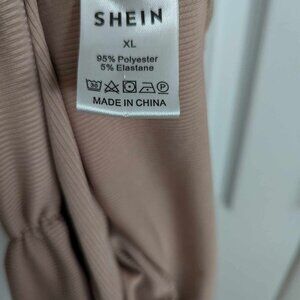 SHEIN
XL
95% Polyester
5% Elastane
MADE IN CHINA